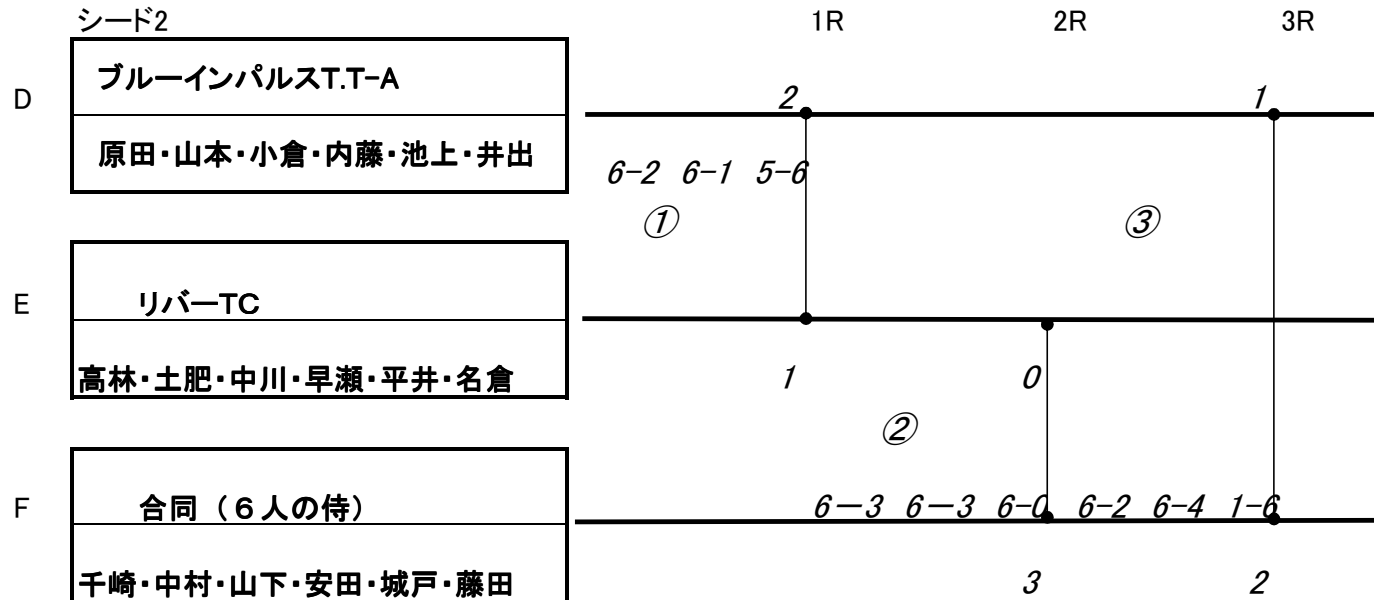 シード2 1R 2R 3R
ブルーインパルスT.T-A
D 2 1
原田・山本・小倉・内藤・池上・井出
6-2 6-1 5-6
① ③
E リバーTC
高林・土肥・中川・早瀬・平井・名倉 1 0
②
F 合同（６人の侍） 6－3 6－3 6-0 6-2 6-4 1-6
千崎・中村・山下・安田・城戸・藤田 3 2